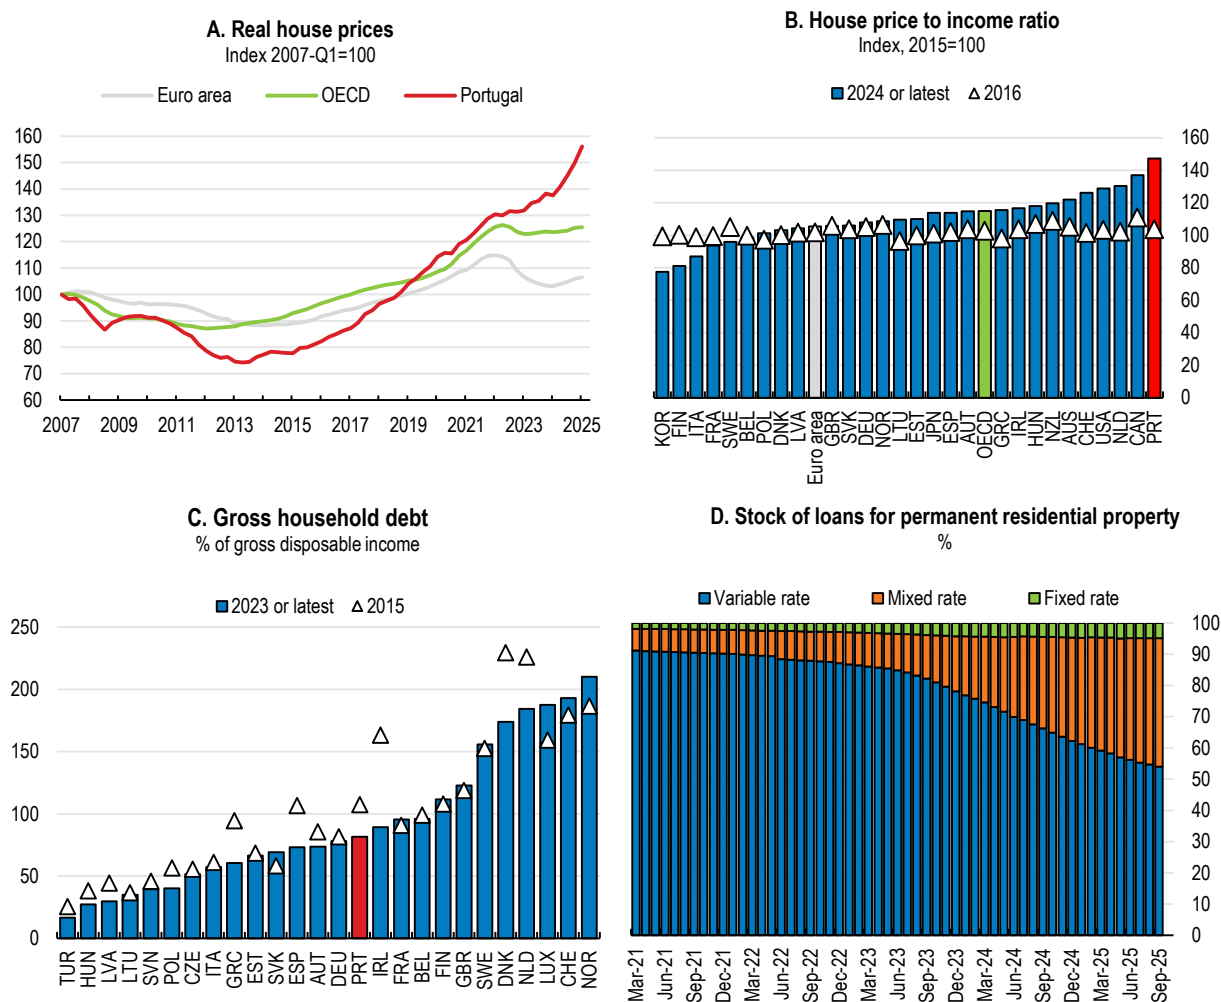 A. Real house prices
Index 2007-Q1=100
Euro area OECD Portugal
160
150
140
130
120
110
100
90
80
70
60
2007 2009 2011 2013 2015 2017 2019 2021 2023 2025
B. House price to income ratio
Index, 2015=100
2024 or latest 2016
160
140
120
100
80
60
40
20
0
KOR FIN ITA FRA SWE BEL POL DNK LVA Euro area GBR SVK DEU NOR LTU EST JPN ESP AUT OECD GRC IRL HUN NZL AUS CHE USA NLD CAN PRT
C. Gross household debt
% of gross disposable income
2023 or latest 2015
250
200
150
100
50
0
TUR HUN LVA LTU SVN POL CZE ITA GRC EST SVK ESP AUT DEU PRT IRL FRA BEL FIN GBR SWE DNK NLD LUX CHE NOR
D. Stock of loans for permanent residential property
%
Variable rate Mixed rate Fixed rate
100
90
80
70
60
50
40
30
20
10
0
Mar-21 Jun-21 Sep-21 Dec-21 Mar-22 Jun-22 Sep-22 Dec-22 Mar-23 Jun-23 Sep-23 Dec-23 Mar-24 Jun-24 Sep-24 Dec-24 Mar-25 Jun-25 Sep-25